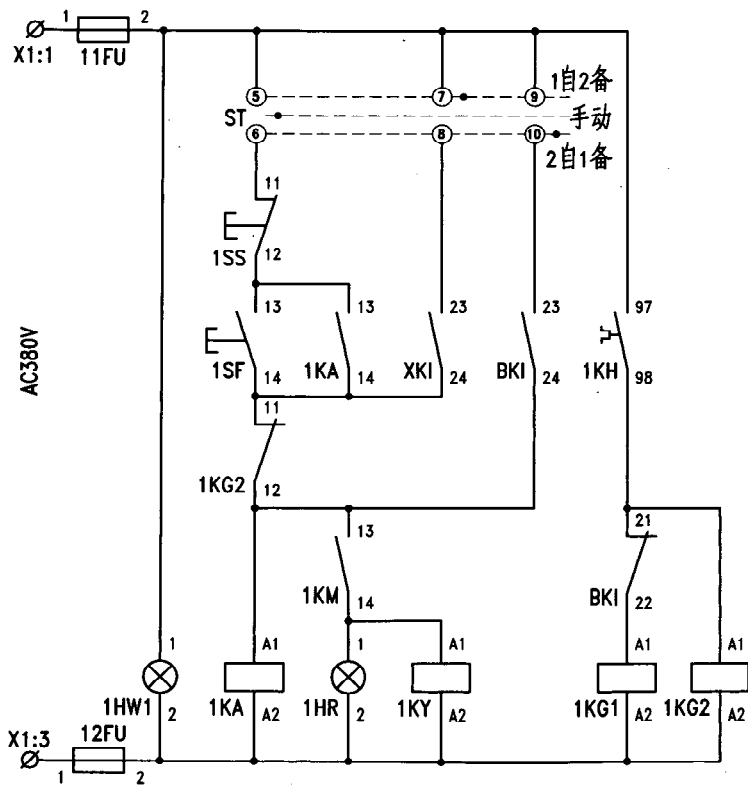 1 2
X1:1 11FU
5 7 9 1自2备
ST 手动
6 8 10 2自1备
11
1SS 12
13 13 23 23 97
1SF 14 1KA 14 XKI 24 BKI 24 1KH 98
AC380V
11
1KG2 12
13 21
1KM 14 BKI 22
1 A1 1 A1 A1 A1
1HW1 2 1KA A2 1HR 2 1KY A2 1KG1 A2 1KG2 A2
X1:3 12FU
1 2